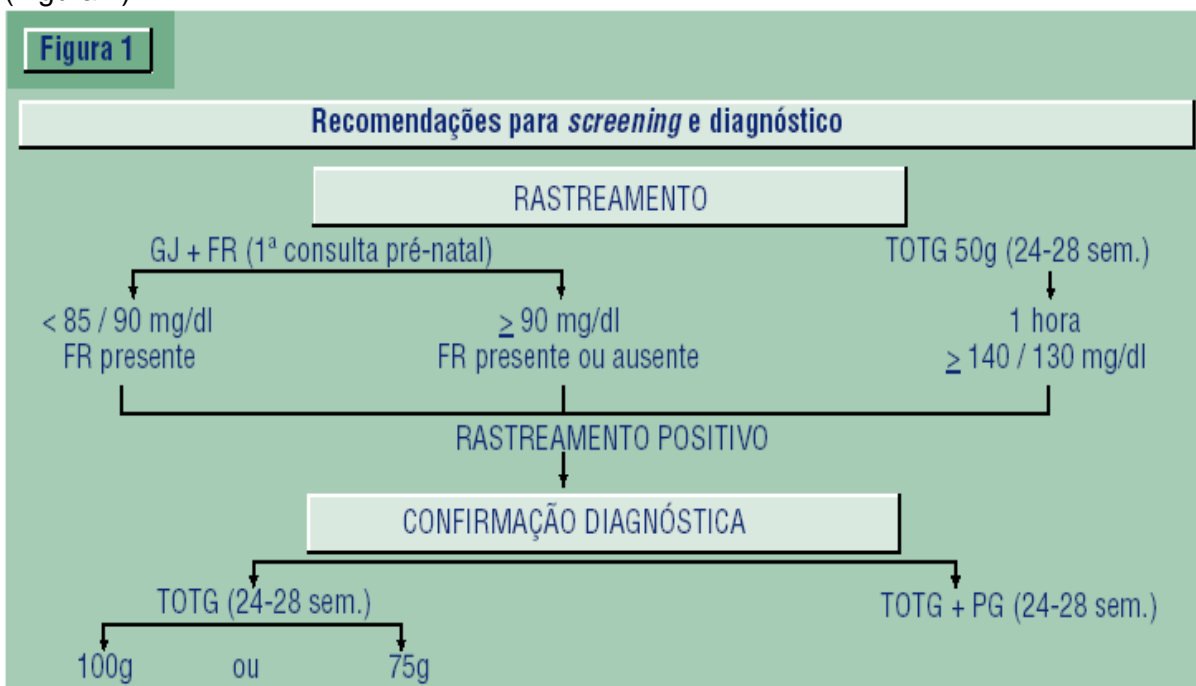 Figura 1
Recomendações para screening e diagnóstico
RASTREAMENTO
GJ + FR (1ª consulta pré-natal)
TOTG 50g (24-28 sem.)
< 85 / 90 mg/dl
≥ 90 mg/dl
1 hora
FR presente
FR presente ou ausente
≥ 140 / 130 mg/dl
RASTREAMENTO POSITIVO
CONFIRMAÇÃO DIAGNÓSTICA
TOTG (24-28 sem.)
TOTG + PG (24-28 sem.)
100g ou 75g